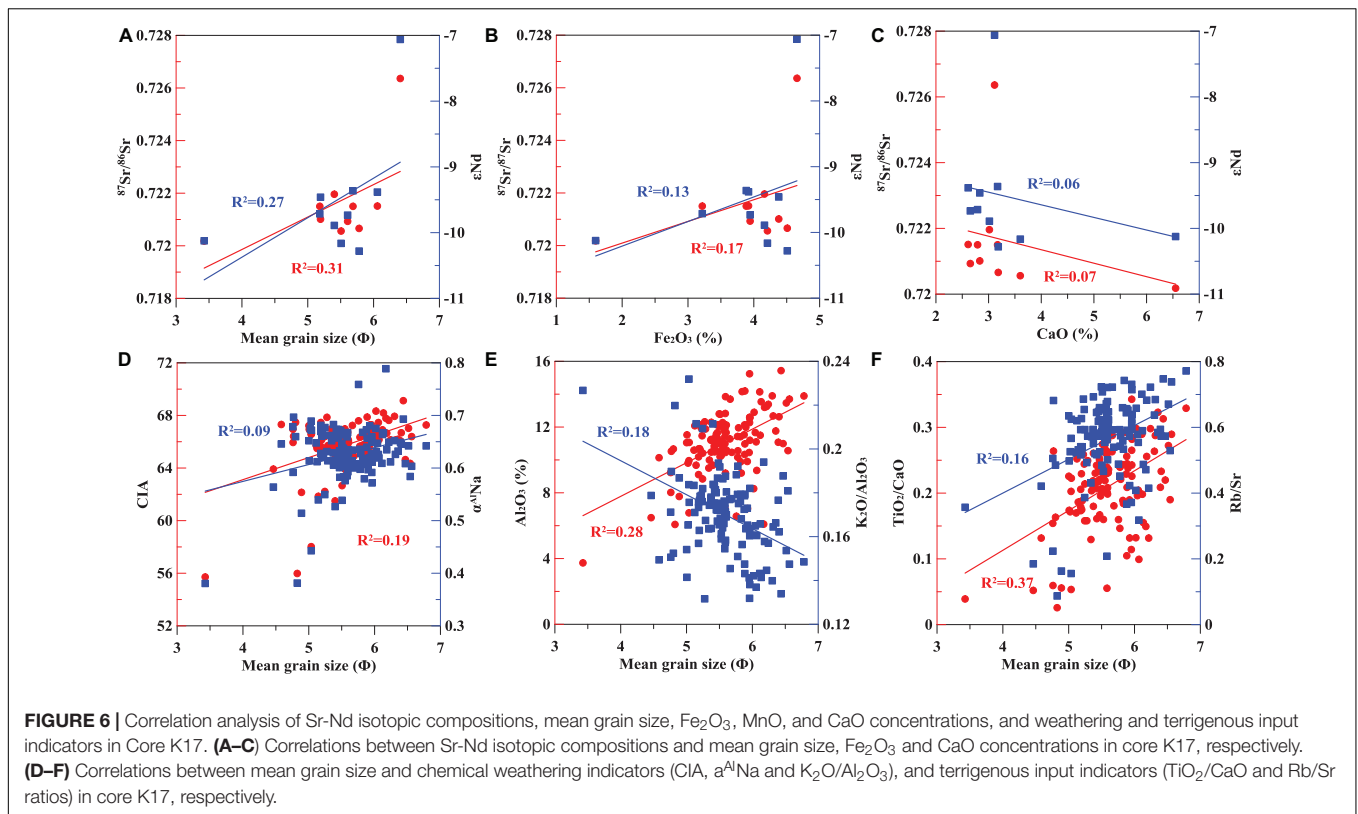 A
0.728
0.726
0.724
0.722
0.72
0.718
⁸⁷Sr/⁸⁶Sr
-7
-8
-9
-10
-11
εNd
R²=0.27
R²=0.31
3 4 5 6 7
Mean grain size (Φ)
B
0.728
0.726
0.724
0.722
0.72
0.718
⁸⁷Sr/⁸⁷Sr
-7
-8
-9
-10
-11
εNd
R²=0.13
R²=0.17
1 2 3 4 5
Fe₂O₃ (%)
C
0.728
0.726
0.724
0.722
0.72
⁸⁷Sr/⁸⁶Sr
-7
-8
-9
-10
-11
εNd
R²=0.06
R²=0.07
2 3 4 5 6 7
CaO (%)
D
72
68
64
60
56
52
CIA
0.8
0.7
0.6
0.5
0.4
0.3
αᴬˡNa
R²=0.09
R²=0.19
3 4 5 6 7
Mean grain size (Φ)
E
16
12
8
4
0
Al₂O₃ (%)
0.24
0.2
0.16
0.12
K₂O/Al₂O₃
R²=0.18
R²=0.28
3 4 5 6 7
Mean grain size (Φ)
F
0.4
0.3
0.2
0.1
0
TiO₂/CaO
0.8
0.6
0.4
0.2
0
Rb/Sr
R²=0.16
R²=0.37
3 4 5 6 7
Mean grain size (Φ)
FIGURE 6 | Correlation analysis of Sr-Nd isotopic compositions, mean grain size, Fe₂O₃, MnO, and CaO concentrations, and weathering and terrigenous input
indicators in Core K17. (A–C) Correlations between Sr-Nd isotopic compositions and mean grain size, Fe₂O₃ and CaO concentrations in core K17, respectively.
(D–F) Correlations between mean grain size and chemical weathering indicators (CIA, aᴬˡNa and K₂O/Al₂O₃), and terrigenous input indicators (TiO₂/CaO and Rb/Sr
ratios) in core K17, respectively.